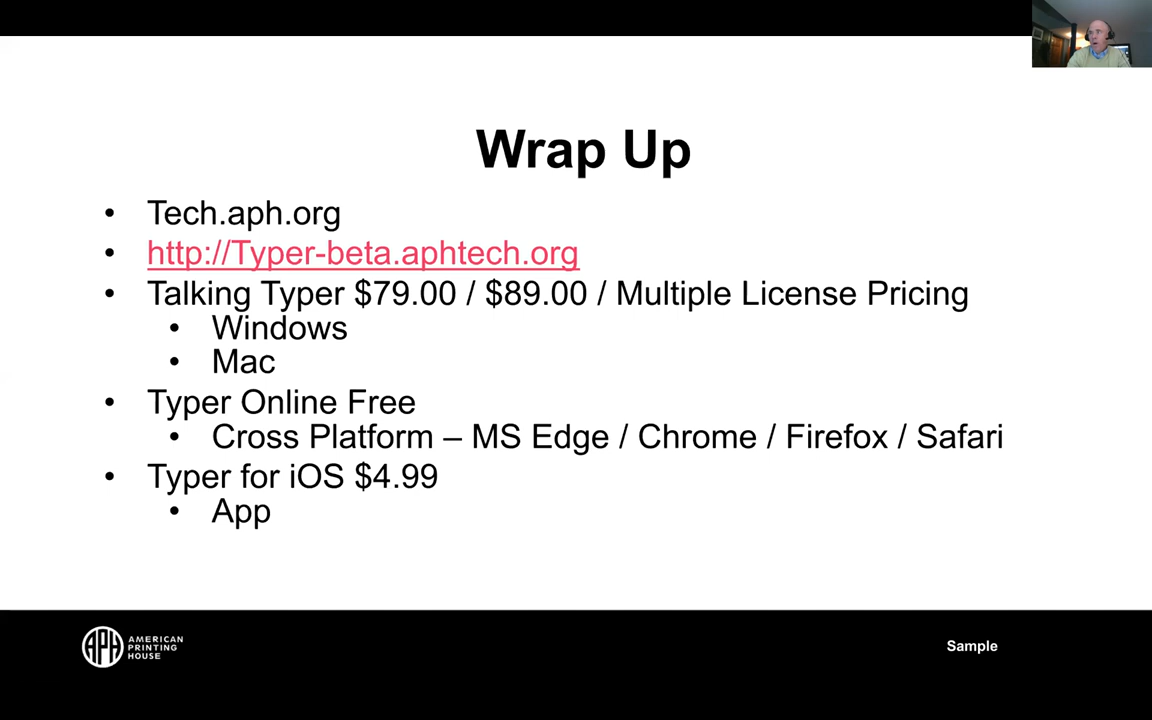 Wrap Up
• Tech.aph.org
• http://Typer-beta.aphtech.org
• Talking Typer $79.00 / $89.00 / Multiple License Pricing
• Windows
• Mac
• Typer Online Free
• Cross Platform – MS Edge / Chrome / Firefox / Safari
• Typer for iOS $4.99
• App
APH
AMERICAN
PRINTING
HOUSE
Sample